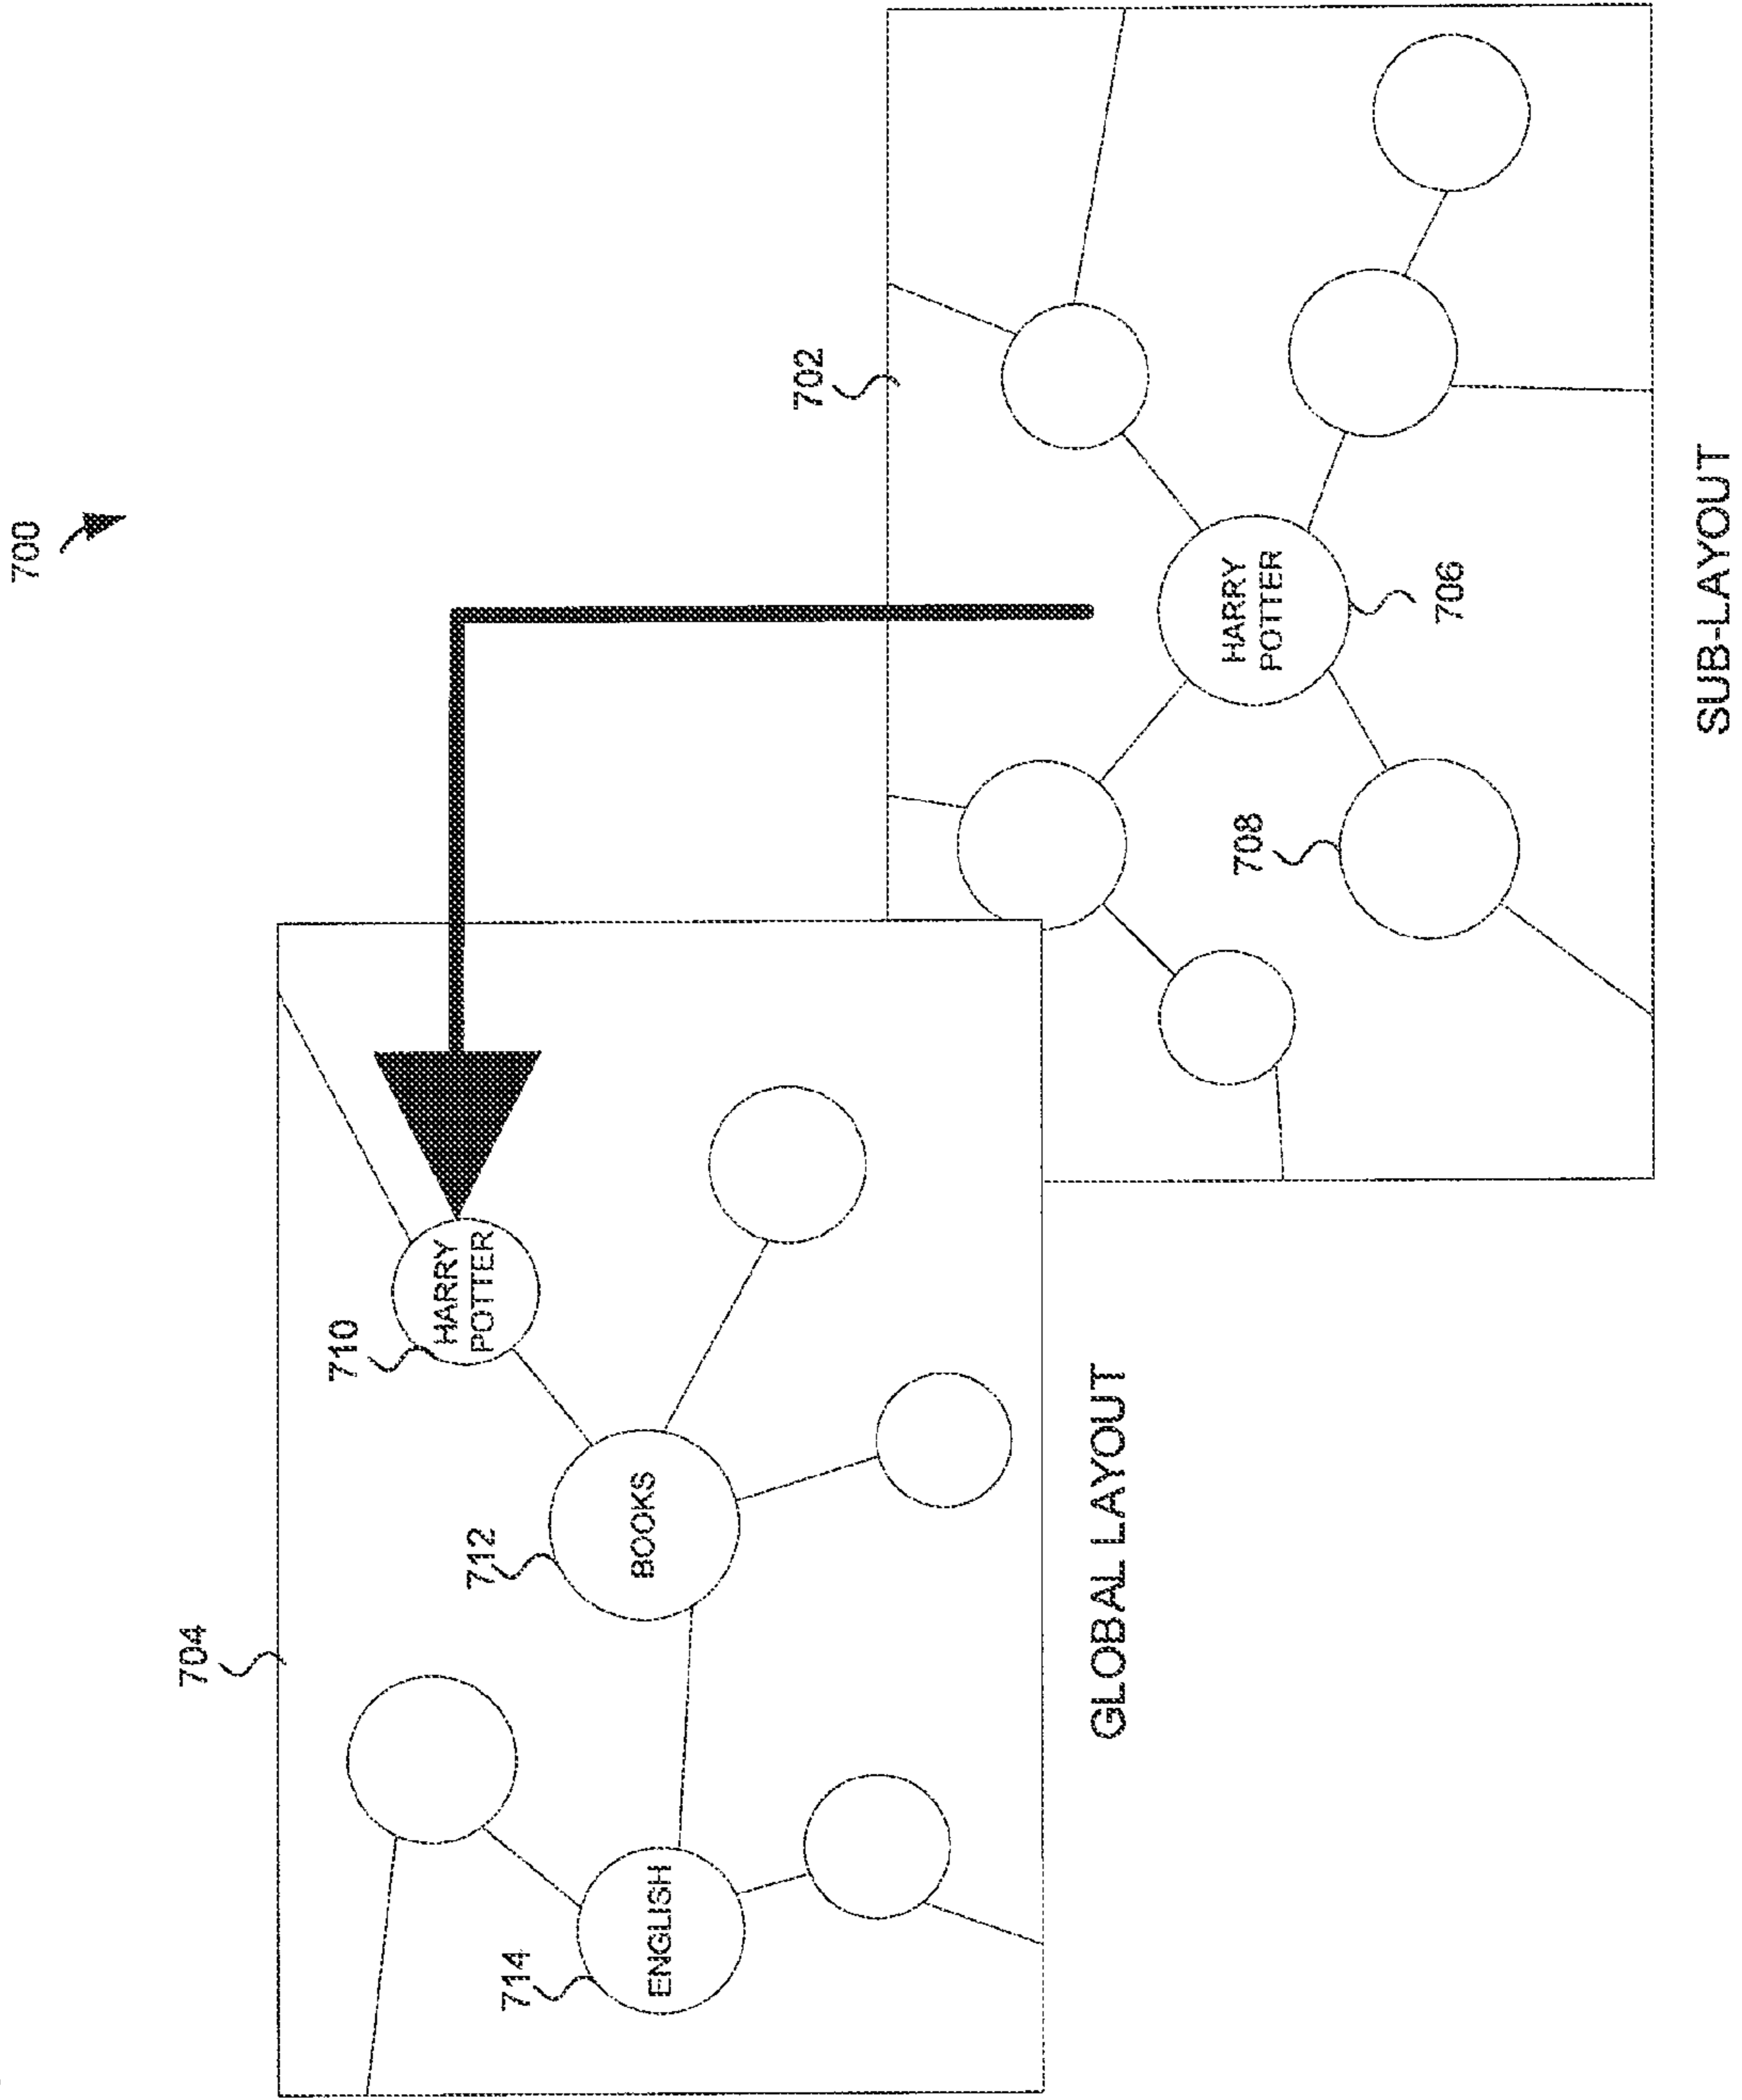 700
704
714
ENGLISH
712
BOOKS
710
HARRY
POTTER
GLOBAL LAYOUT
702
708
HARRY
POTTER
706
SUB-LAYOUT